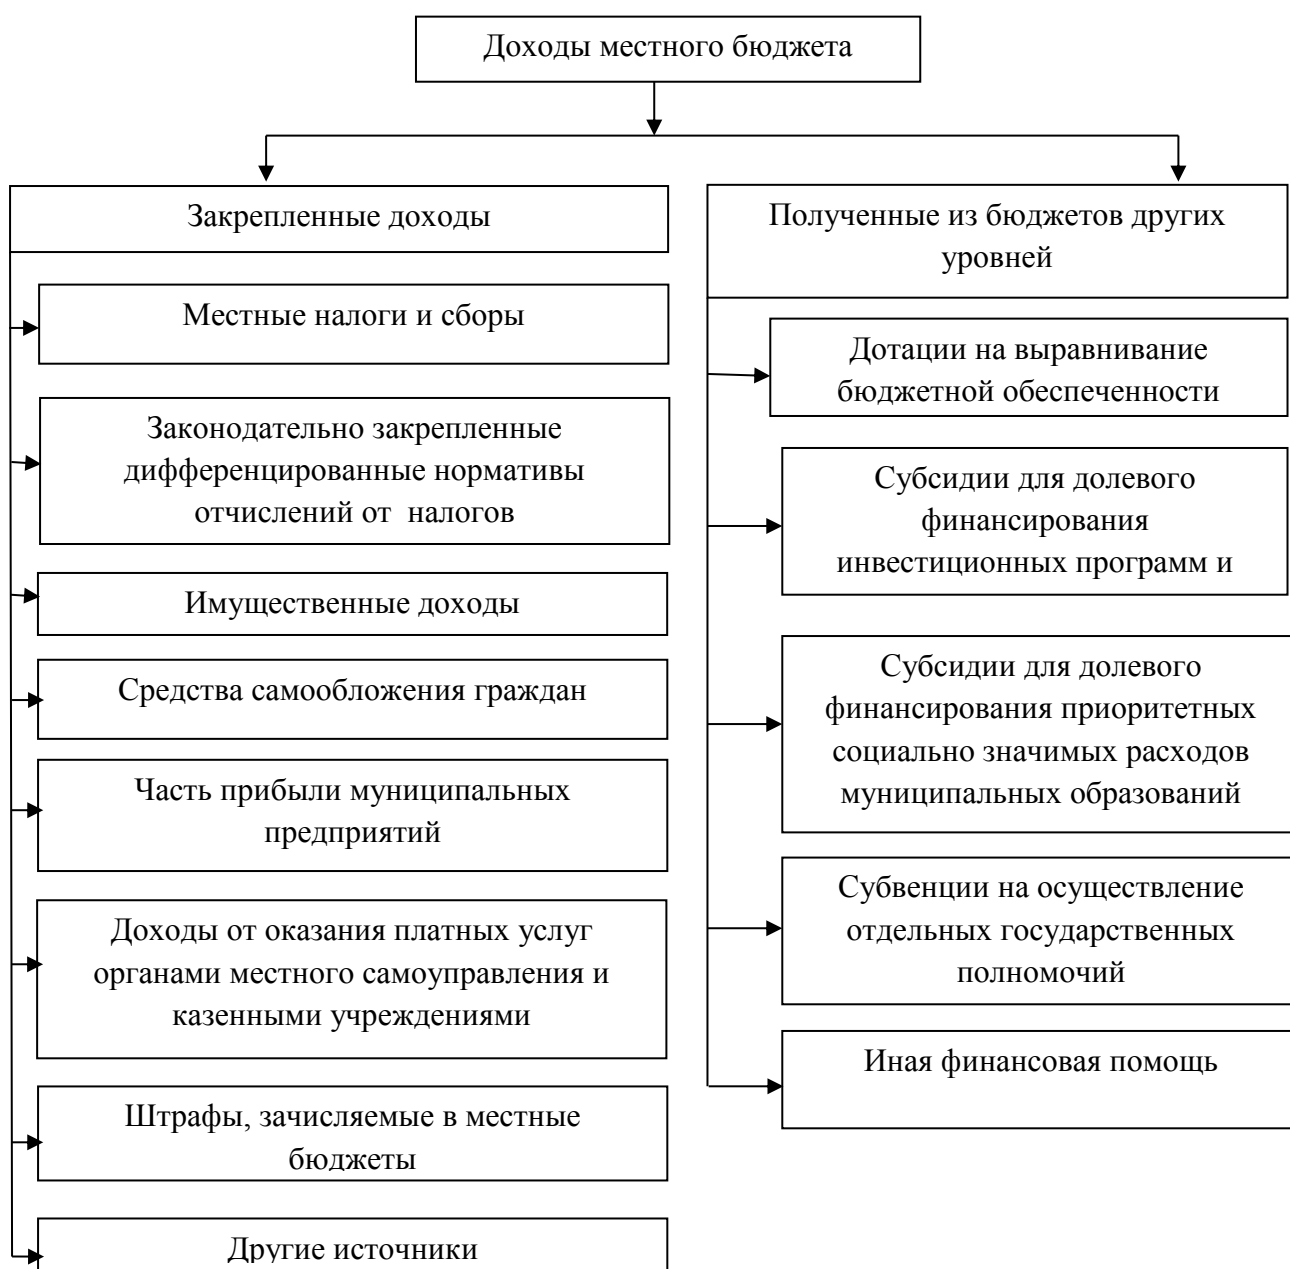 Доходы местного бюджета
Закрепленные доходы
Местные налоги и сборы
Законодательно закрепленные
дифференцированные нормативы
отчислений от налогов
Имущественные доходы
Средства самообложения граждан
Часть прибыли муниципальных
предприятий
Доходы от оказания платных услуг
органами местного самоуправления и
казенными учреждениями
Штрафы, зачисляемые в местные
бюджеты
Другие источники
Полученные из бюджетов других
уровней
Дотации на выравнивание
бюджетной обеспеченности
Субсидии для долевого
финансирования
инвестиционных программ и
Субсидии для долевого
финансирования приоритетных
социально значимых расходов
муниципальных образований
Субвенции на осуществление
отдельных государственных
полномочий
Иная финансовая помощь